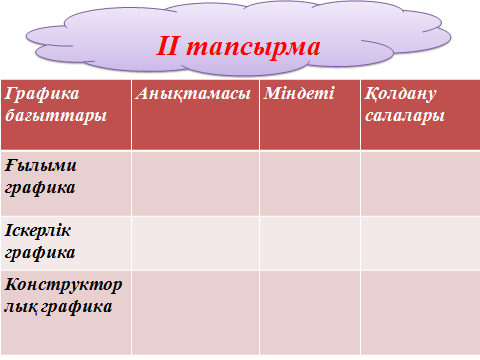 II тапсырма
Графика Анықтамасы Міндеті Қолдану
бағыттары салалары
Ғылыми
графика
Іскерлік
графика
Конструктор
лық графика